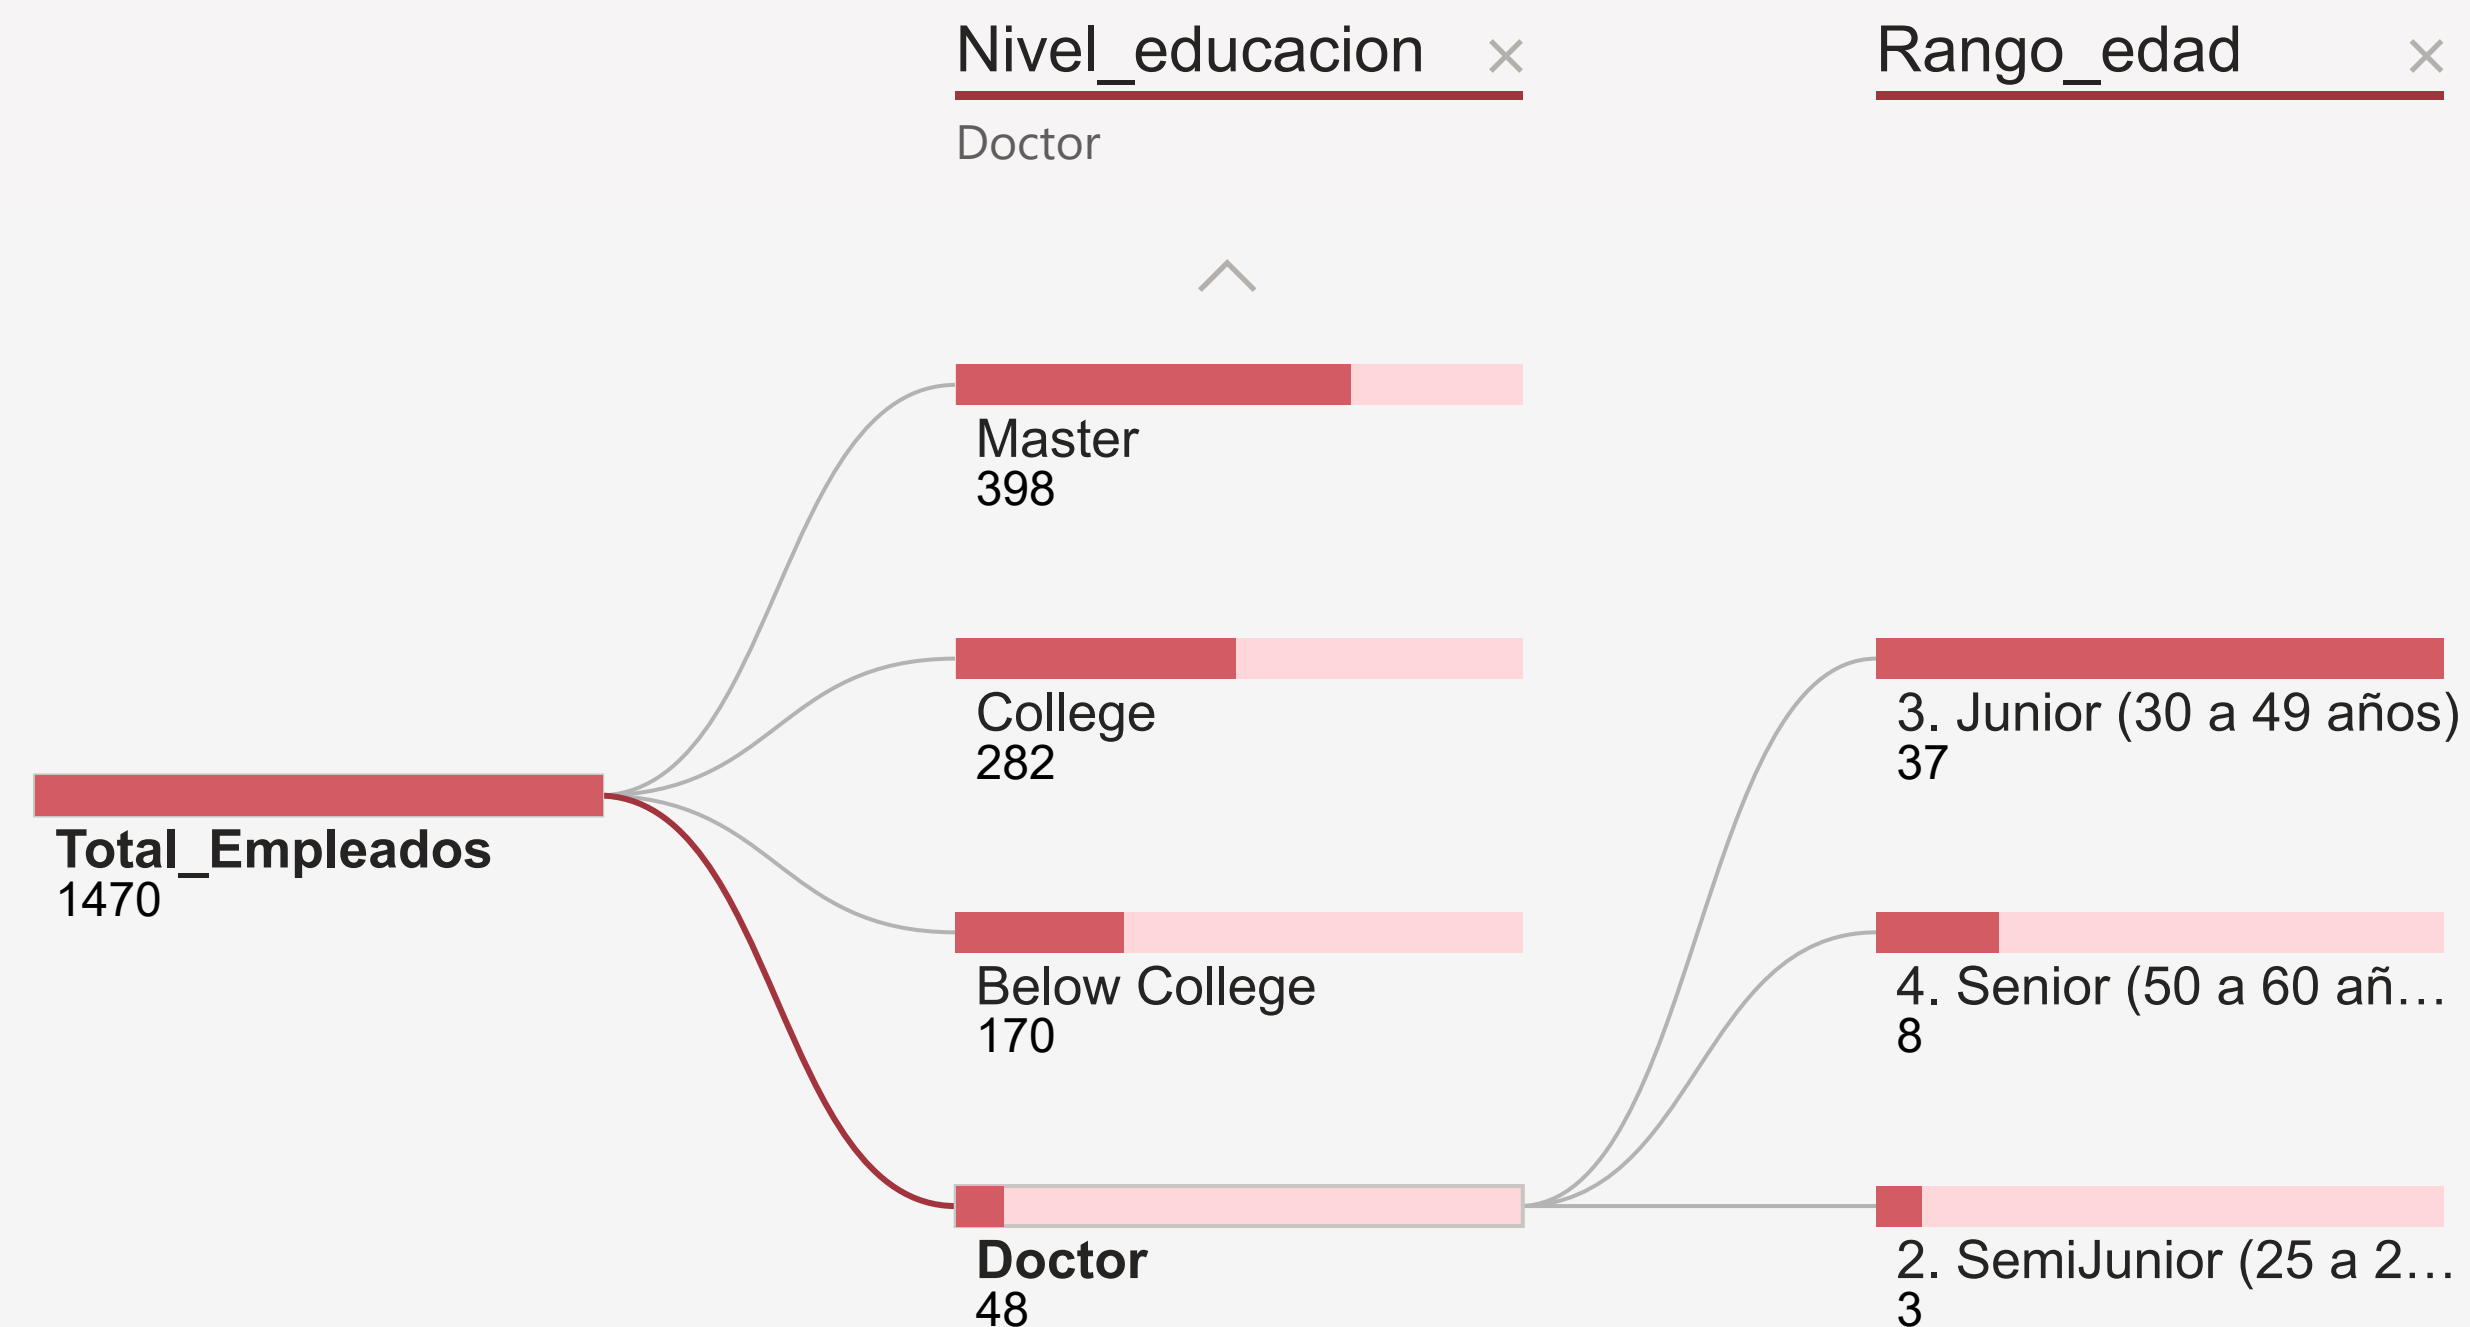 Nivel_educacion
Rango_edad
Doctor
Master
398
College
282
3. Junior (30 a 49 años)
37
Total_Empleados
1470
Below College
170
4. Senior (50 a 60 añ…
8
Doctor
48
2. SemiJunior (25 a 2…
3